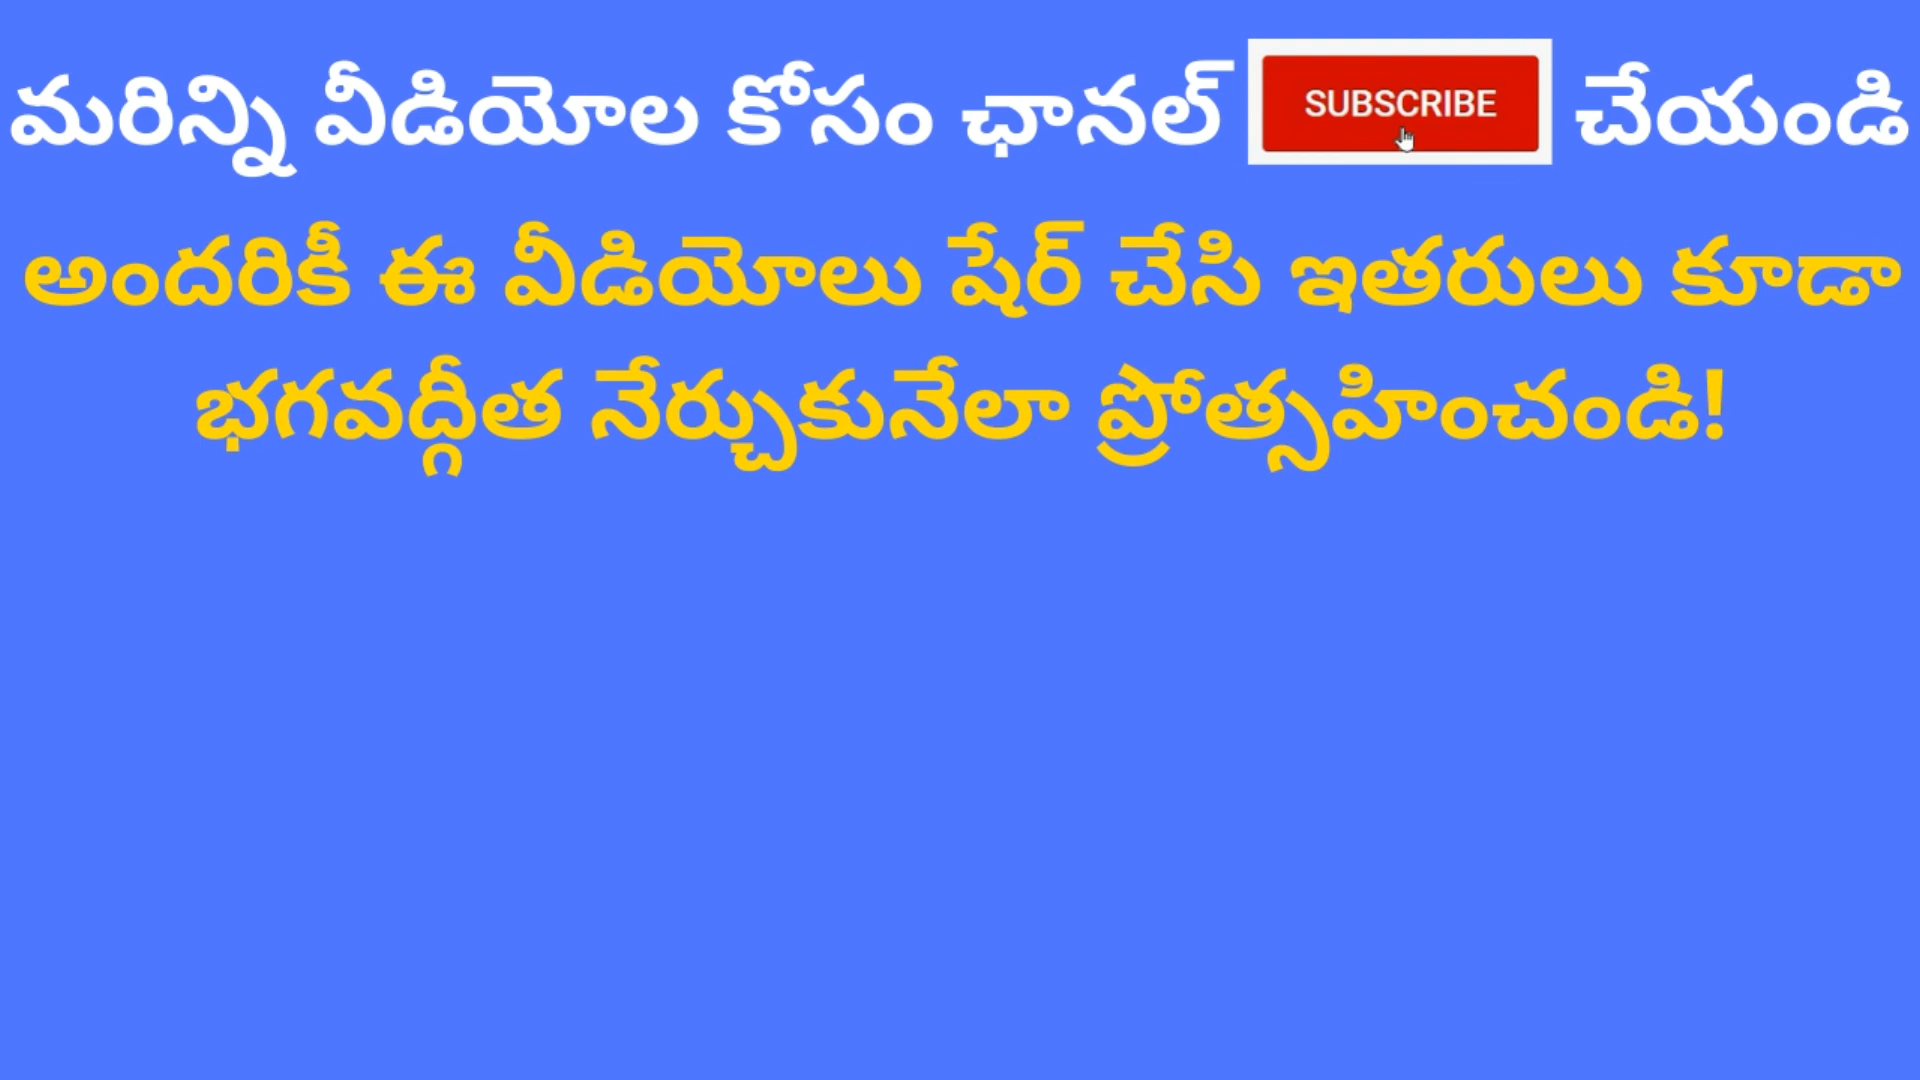 మరిన్ని వీడియోల కోసం ఛానల్ SUBSCRIBE చేయండి
అందరికీ ఈ వీడియోలు షేర్ చేసి ఇతరులు కూడా
భగవద్గీత నేర్చుకునేలా ప్రోత్సహించండి!